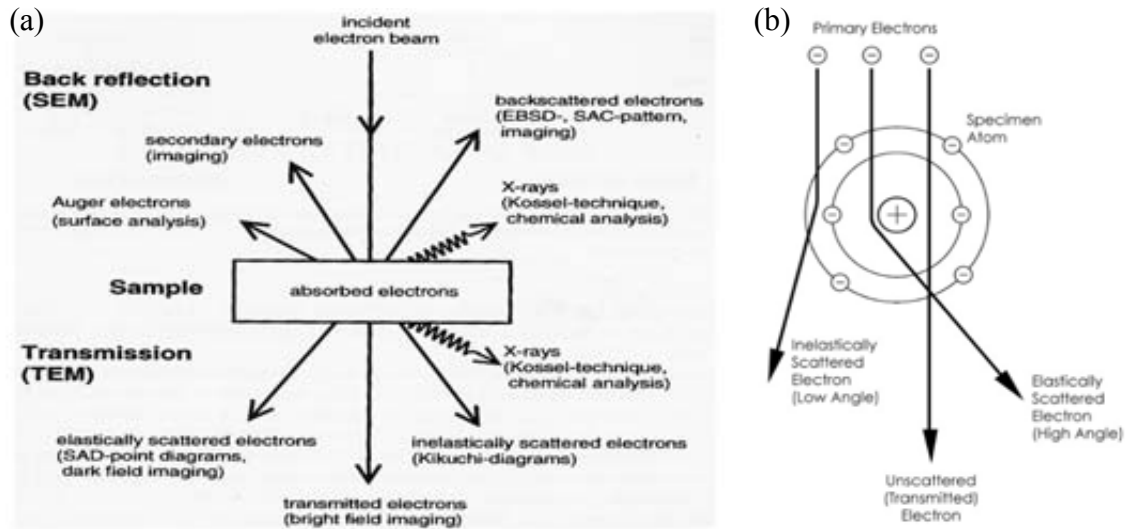 (a)
incident
electron beam
Back reflection
(SEM)
backscattered electrons
(EBSD-, SAC-pattern,
imaging)
secondary electrons
(imaging)
X-rays
(Kossel-technique,
chemical analysis)
Auger electrons
(surface analysis)
Sample
absorbed electrons
Transmission
(TEM)
X-rays
(Kossel-technique,
chemical analysis)
elastically scattered electrons
(SAD-point diagrams,
dark field imaging)
inelastically scattered electrons
(Kikuchi-diagrams)
transmitted electrons
(bright field imaging)
(b)
Primary Electrons
− − −
Specimen
Atom
− −
− + −
− −
Inelastically
Scattered
Electron
(Low Angle)
Elastically
Scattered
Electron
(High Angle)
Unscattered
(Transmitted)
Electron